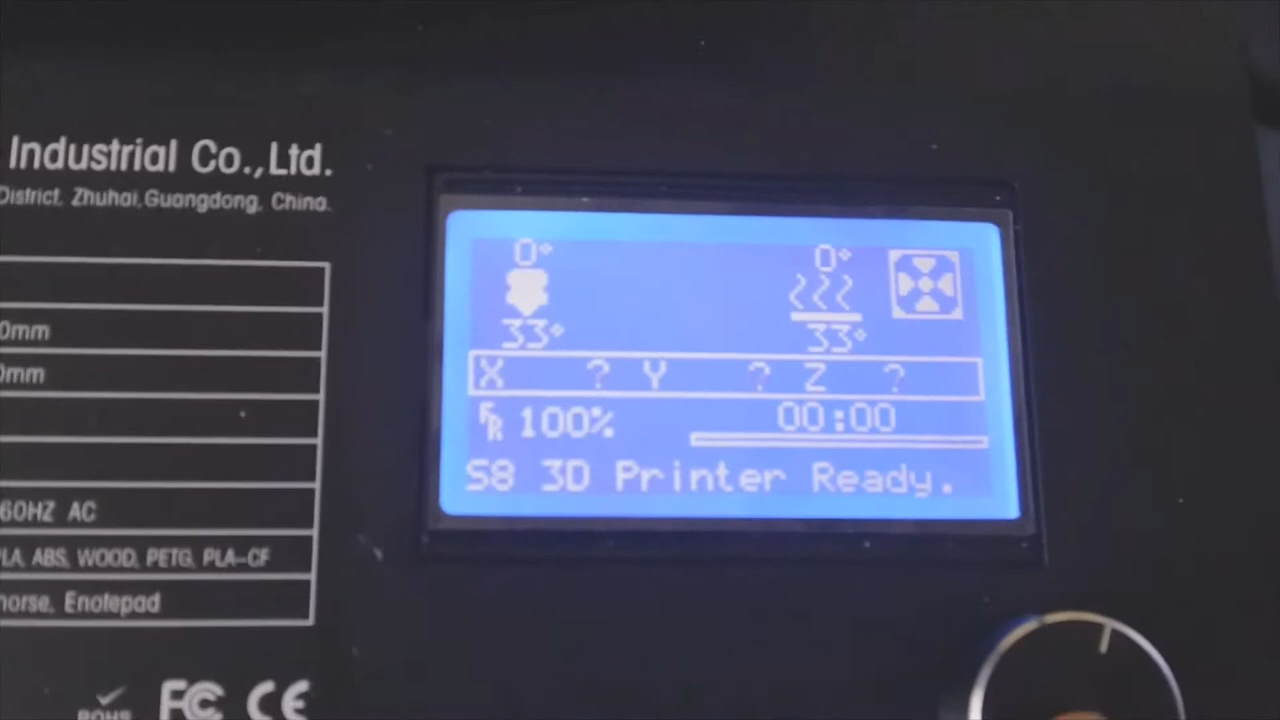 Industrial Co.,Ltd.
District, Zhuhai, Guangdong, China.
0mm
0mm
60HZ AC
PLA, ABS, WOOD, PETG, PLA-CF
horse, Enotepad
ROHS FC CE
0° 0°
33° 33°
X ? Y ? Z ?
FR 100% 00:00
S8 3D Printer Ready.